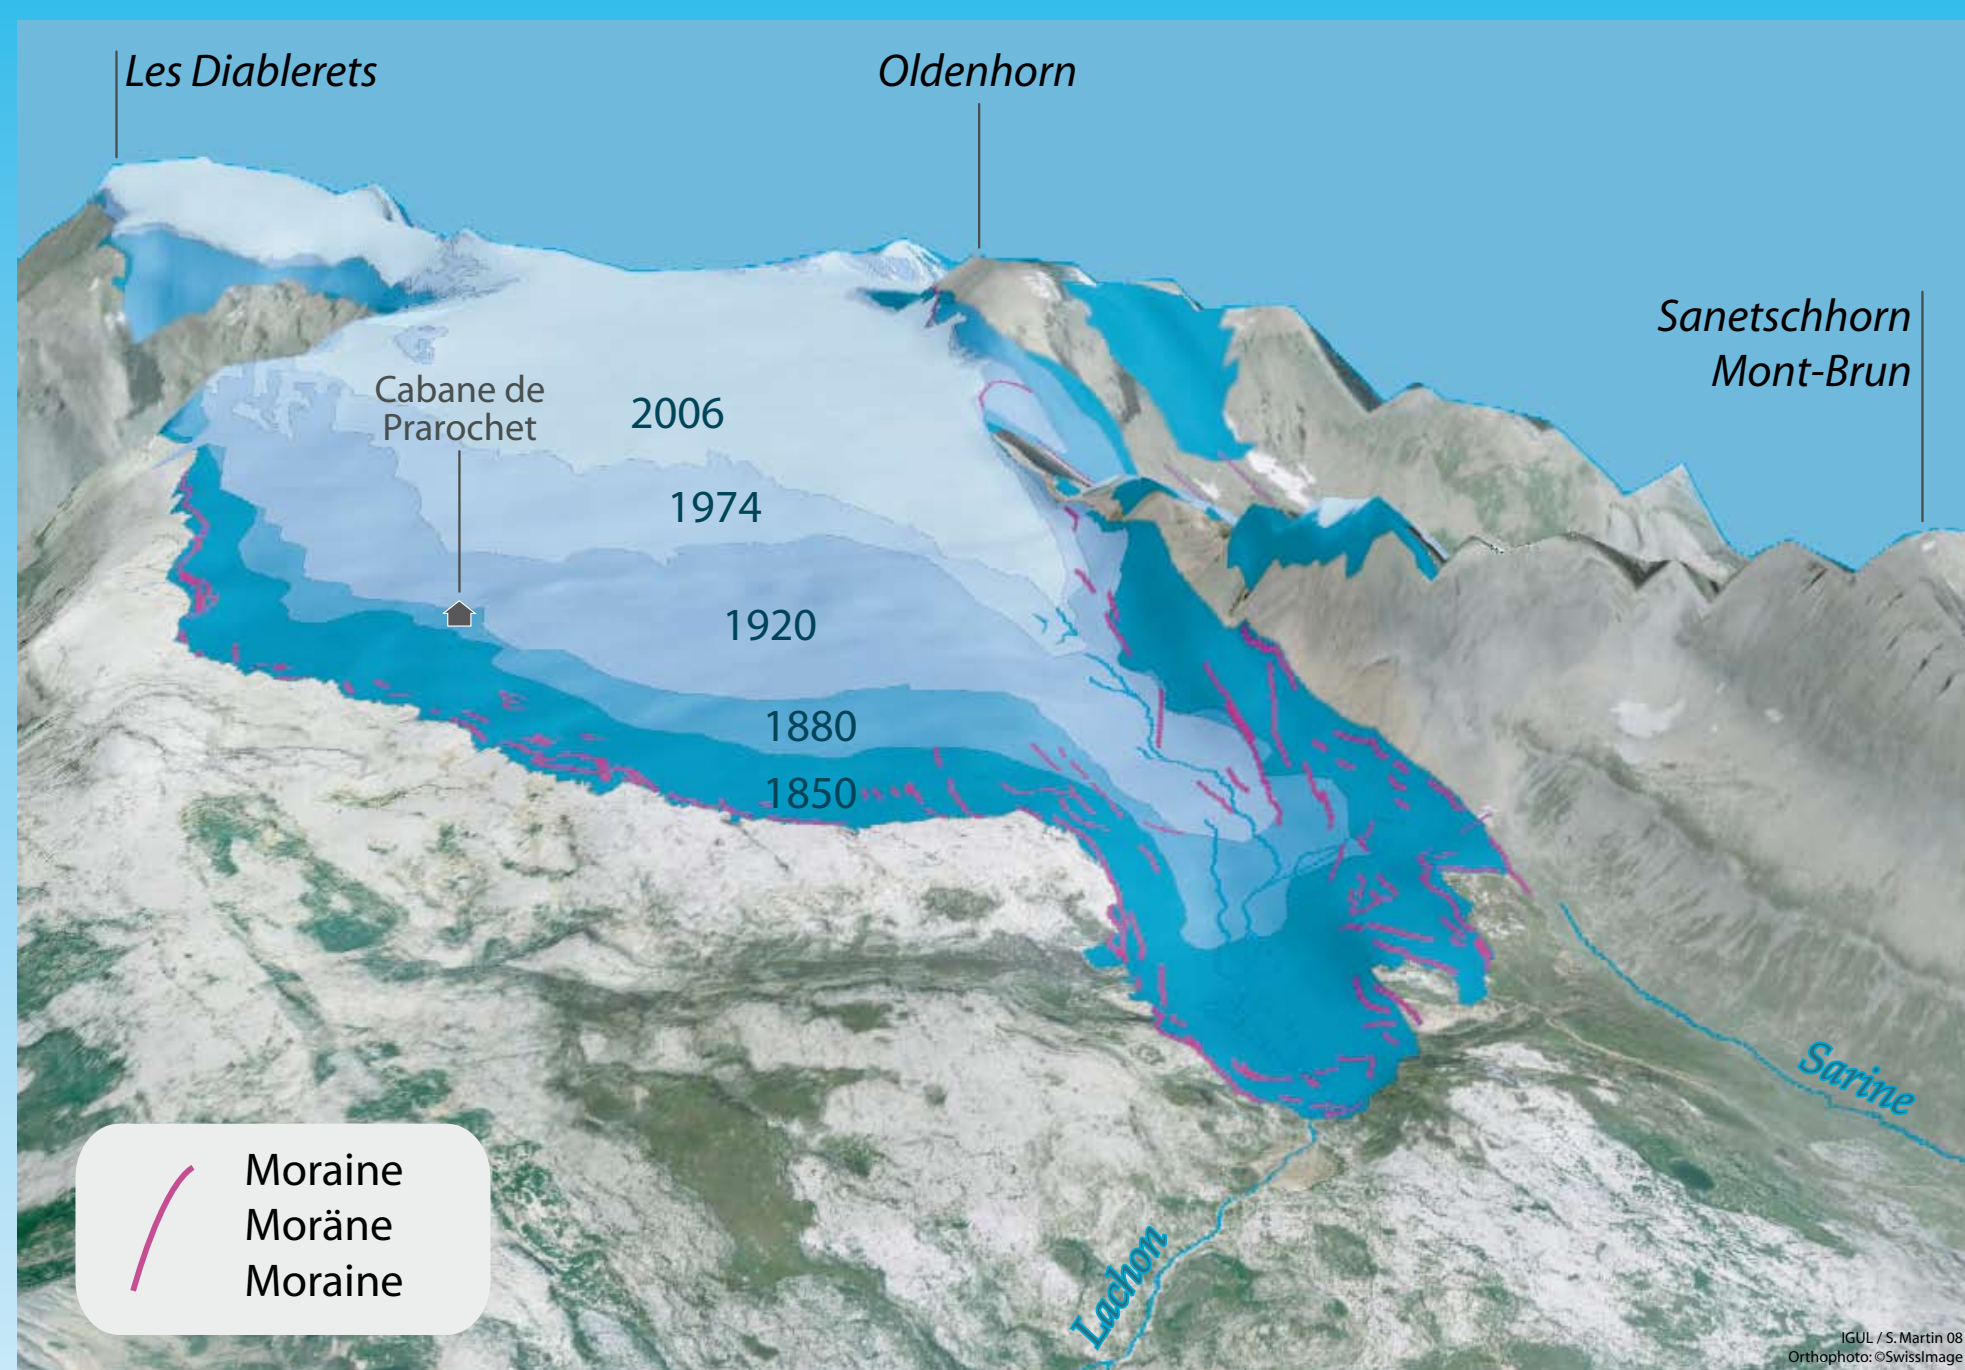 Les Diablerets
Oldenhorn
Sanetschhorn
Mont-Brun
Cabane de
Prarochet
2006
1974
1920
1880
1850
Sarine
Lachon
Moraine
Moräne
Moraine
IGUL / S. Martin 08
Orthophoto: ©SwissImage